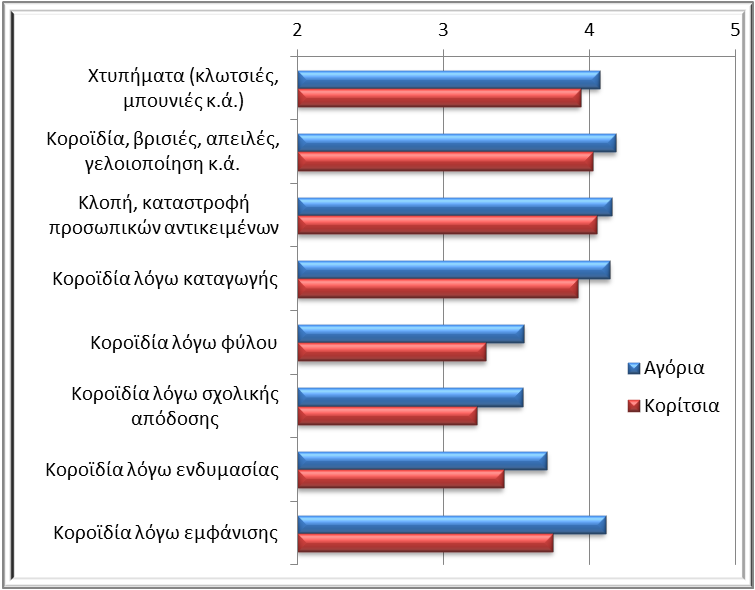 2 3 4 5
Χτυπήματα (κλωτσιές,
μπουνιές κ.ά.)
Κοροϊδία, βρισιές, απειλές,
γελοιοποίηση κ.ά.
Κλοπή, καταστροφή
προσωπικών αντικειμένων
Κοροϊδία λόγω καταγωγής
Κοροϊδία λόγω φύλου
Κοροϊδία λόγω σχολικής
απόδοσης
Κοροϊδία λόγω ενδυμασίας
Κοροϊδία λόγω εμφάνισης
Αγόρια
Κορίτσια